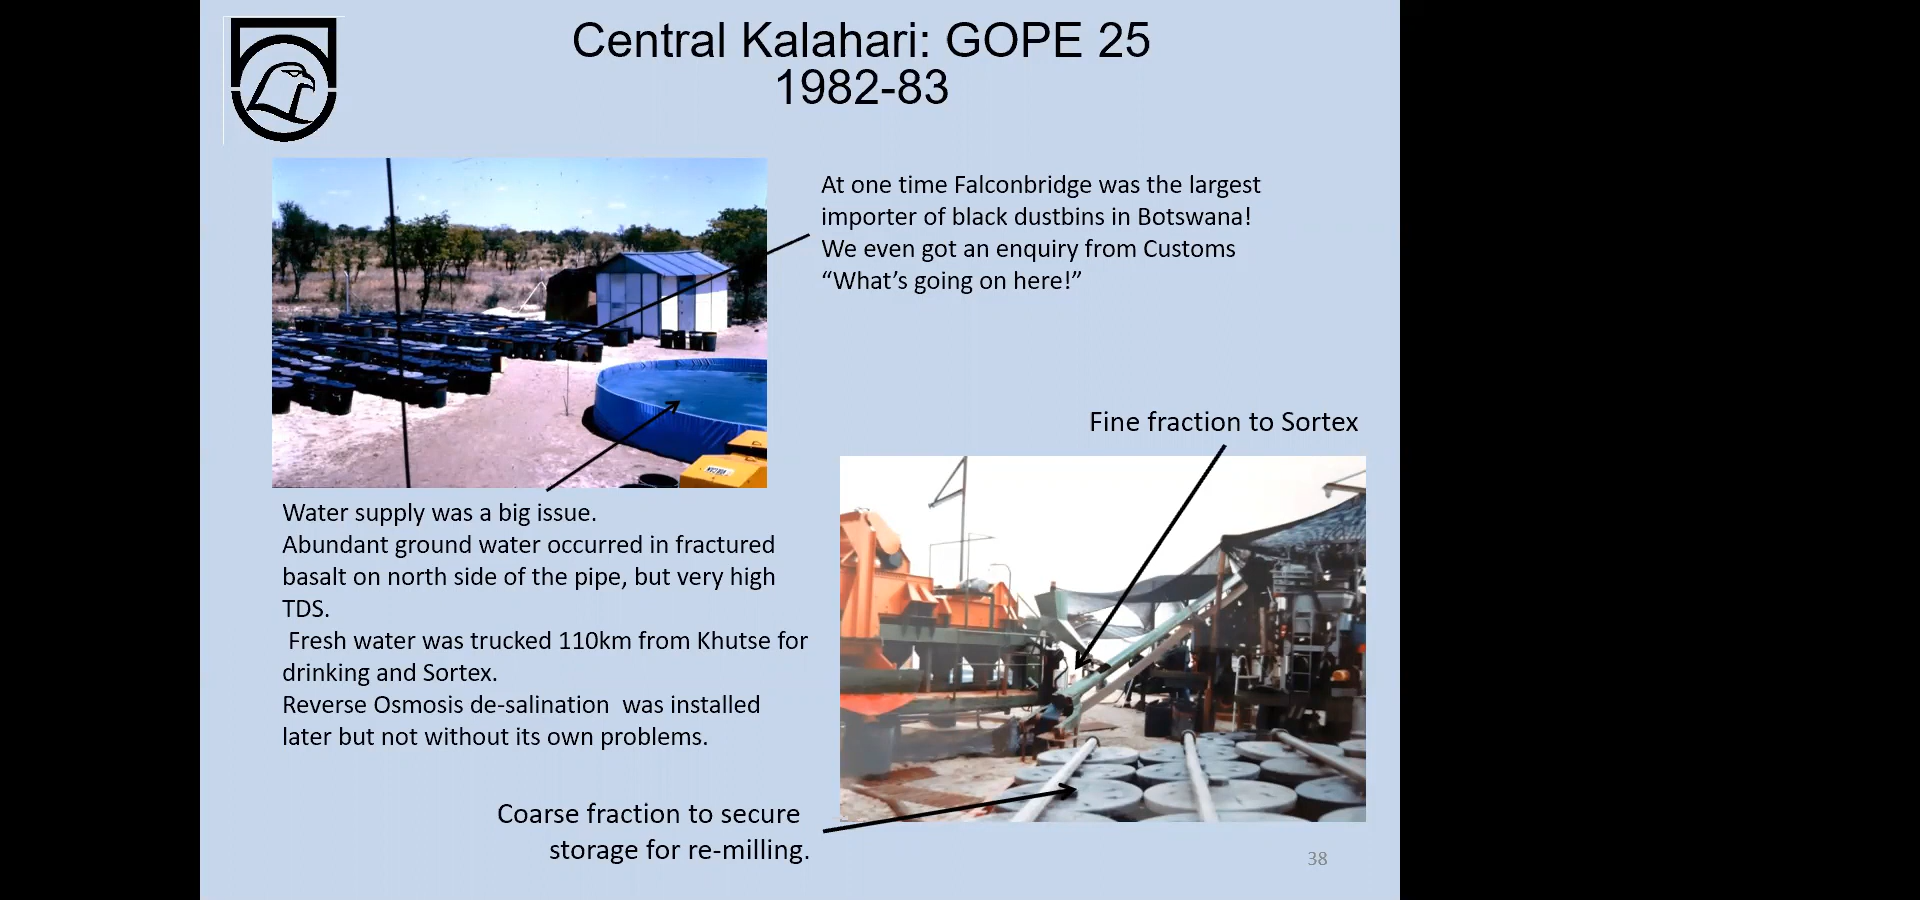 Central Kalahari: GOPE 25
1982-83
At one time Falconbridge was the largest
importer of black dustbins in Botswana!
We even got an enquiry from Customs
“What’s going on here!”
Fine fraction to Sortex
Water supply was a big issue.
Abundant ground water occurred in fractured
basalt on north side of the pipe, but very high
TDS.
Fresh water was trucked 110km from Khutse for
drinking and Sortex.
Reverse Osmosis de-salination  was installed
later but not without its own problems.
Coarse fraction to secure
storage for re-milling.
38